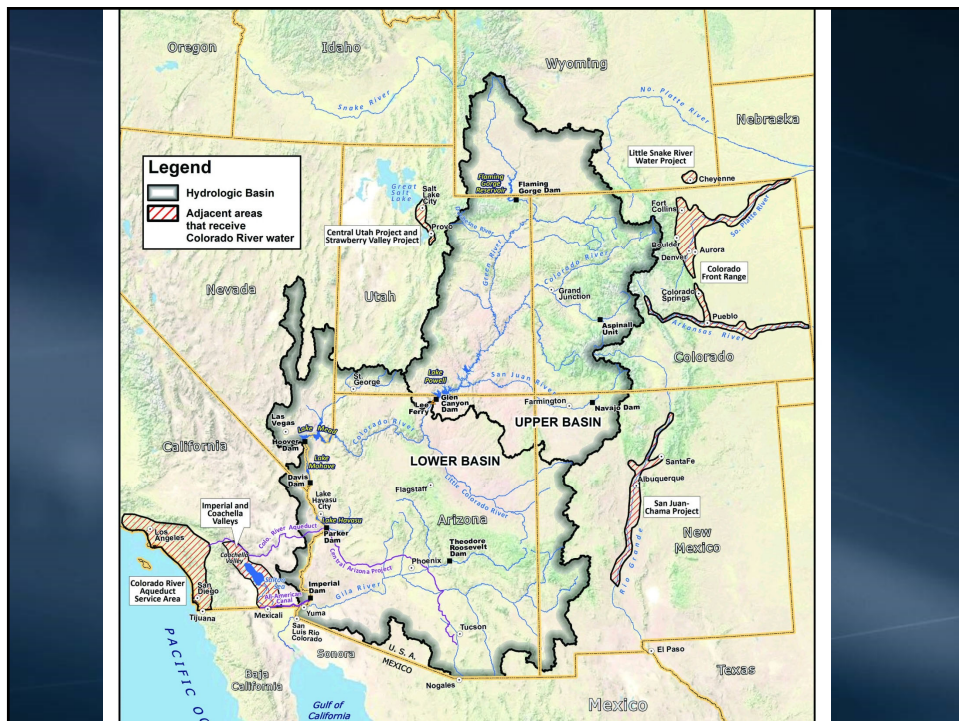 Oregon
Idaho
Wyoming
Snake River
No. Platte River
Nebraska
Legend
Hydrologic Basin
Adjacent areas
that receive
Colorado River water
Great
Salt
Lake
Salt
Lake
City
Provo
Central Utah Project and
Strawberry Valley Project
Flaming
Gorge
Reservoir
Flaming
Gorge Dam
Little Snake River
Water Project
Cheyenne
Fort
Collins
So. Platte River
Boulder
Denver
Aurora
Colorado
Front Range
Colorado
Springs
Pueblo
Arkansas River
Colorado
Green River
Colorado River
Grand
Junction
Aspinall
Unit
Nevada
Utah
St.
George
Lake
Powell
Lee
Ferry
Glen
Canyon
Dam
San Juan River
Farmington
Navajo Dam
UPPER BASIN
LOWER BASIN
Las
Vegas
Lake Mead
Hoover
Dam
Colorado River
California
Lake
Mohave
Davis
Dam
Flagstaff
Little Colorado River
Lake
Havasu
City
Lake Havasu
Parker
Dam
Arizona
Santa Fe
Albuquerque
San Juan-
Chama Project
New
Mexico
Rio Grande
Imperial and
Coachella
Valleys
Colo. River Aqueduct
Los
Angeles
Coachella
Valley
Colorado River
Aqueduct
Service Area
San
Diego
Tijuana
All-American
Canal
Mexicali
Imperial
Dam
Yuma
San
Luis Rio
Colorado
Central Arizona Project
Theodore
Roosevelt
Dam
Phoenix
Gila River
Tucson
U. S. A.
MEXICO
Sonora
Nogales
Baja
California
Gulf of
California
El Paso
Texas
Mexico
PACIFIC